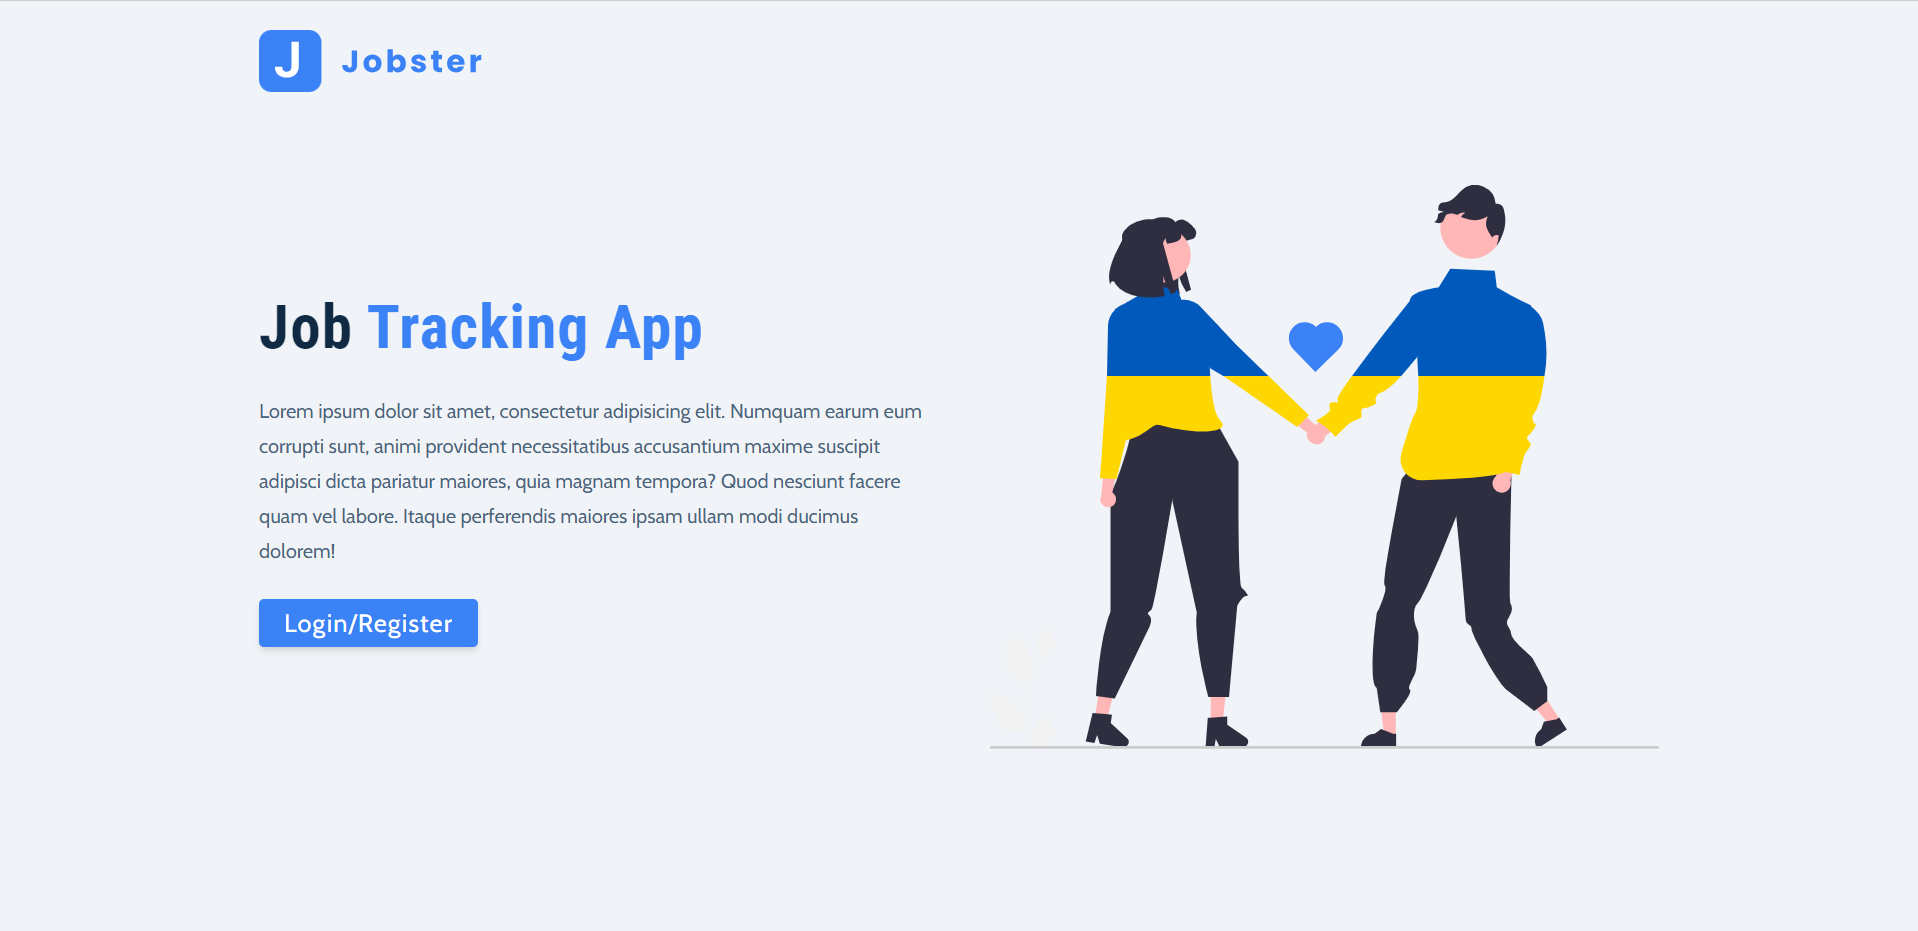 J Jobster
Job Tracking App
Lorem ipsum dolor sit amet, consectetur adipisicing elit. Numquam earum eum
corrupti sunt, animi provident necessitatibus accusantium maxime suscipit
adipisci dicta pariatur maiores, quia magnam tempora? Quod nesciunt facere
quam vel labore. Itaque perferendis maiores ipsam ullam modi ducimus
dolorem!
Login/Register